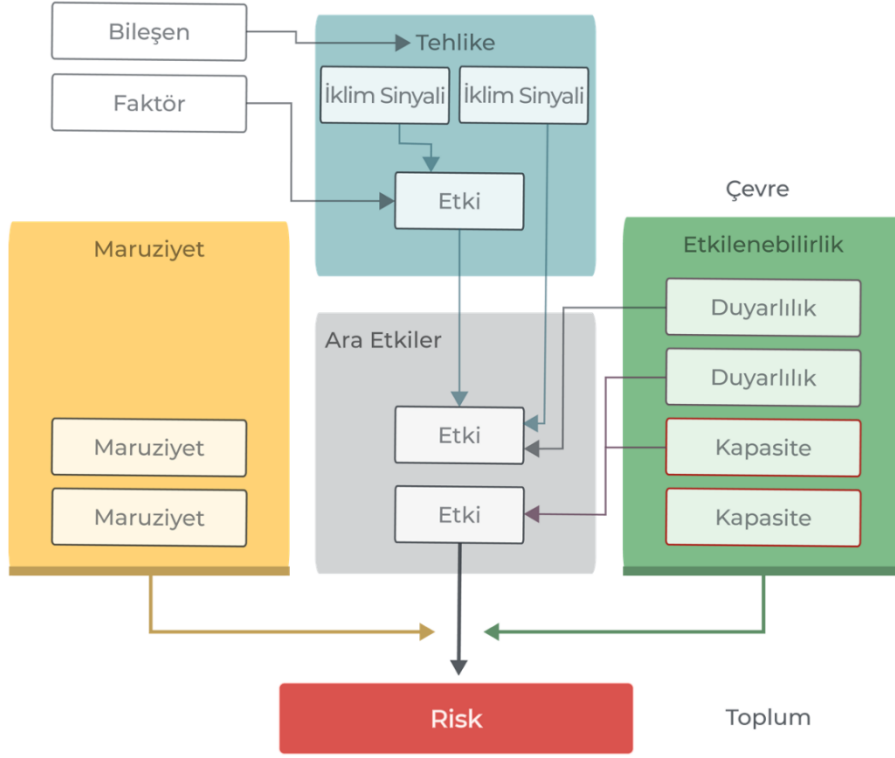 Bileşen
Tehlike
İklim Sinyali
İklim Sinyali
Faktör
Etki
Çevre
Maruziyet
Etkilenebilirlik
Duyarlılık
Ara Etkiler
Duyarlılık
Maruziyet
Etki
Kapasite
Maruziyet
Etki
Kapasite
Risk
Toplum